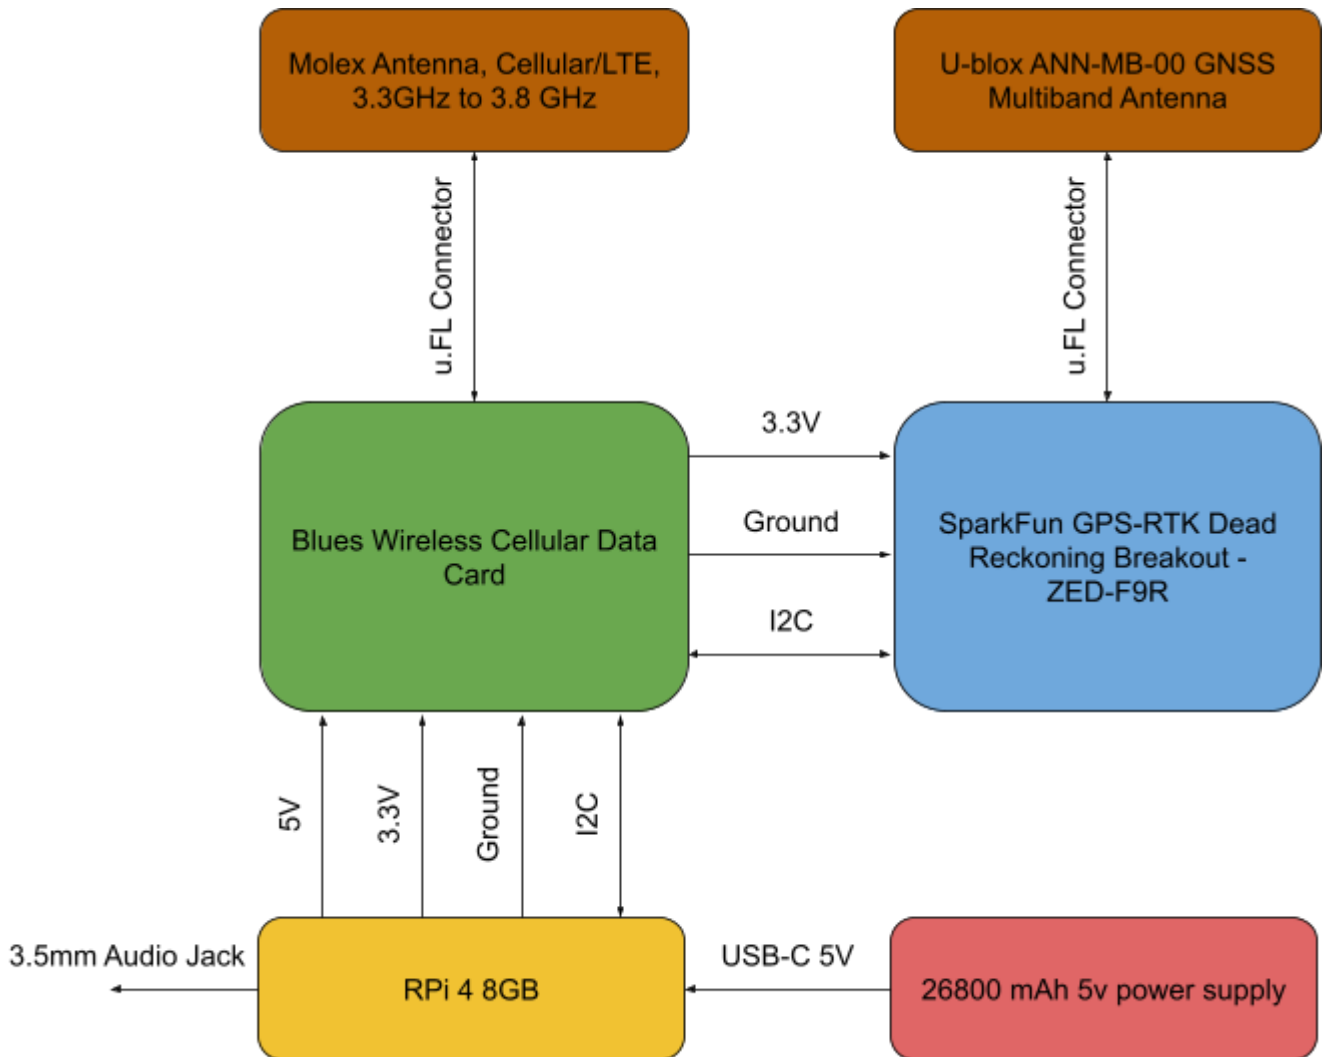 Molex Antenna, Cellular/LTE,
3.3GHz to 3.8 GHz
U-blox ANN-MB-00 GNSS
Multiband Antenna
u.FL Connector
u.FL Connector
Blues Wireless Cellular Data
Card
3.3V
Ground
I2C
SparkFun GPS-RTK Dead
Reckoning Breakout -
ZED-F9R
5V
3.3V
Ground
I2C
3.5mm Audio Jack
RPi 4 8GB
USB-C 5V
26800 mAh 5v power supply